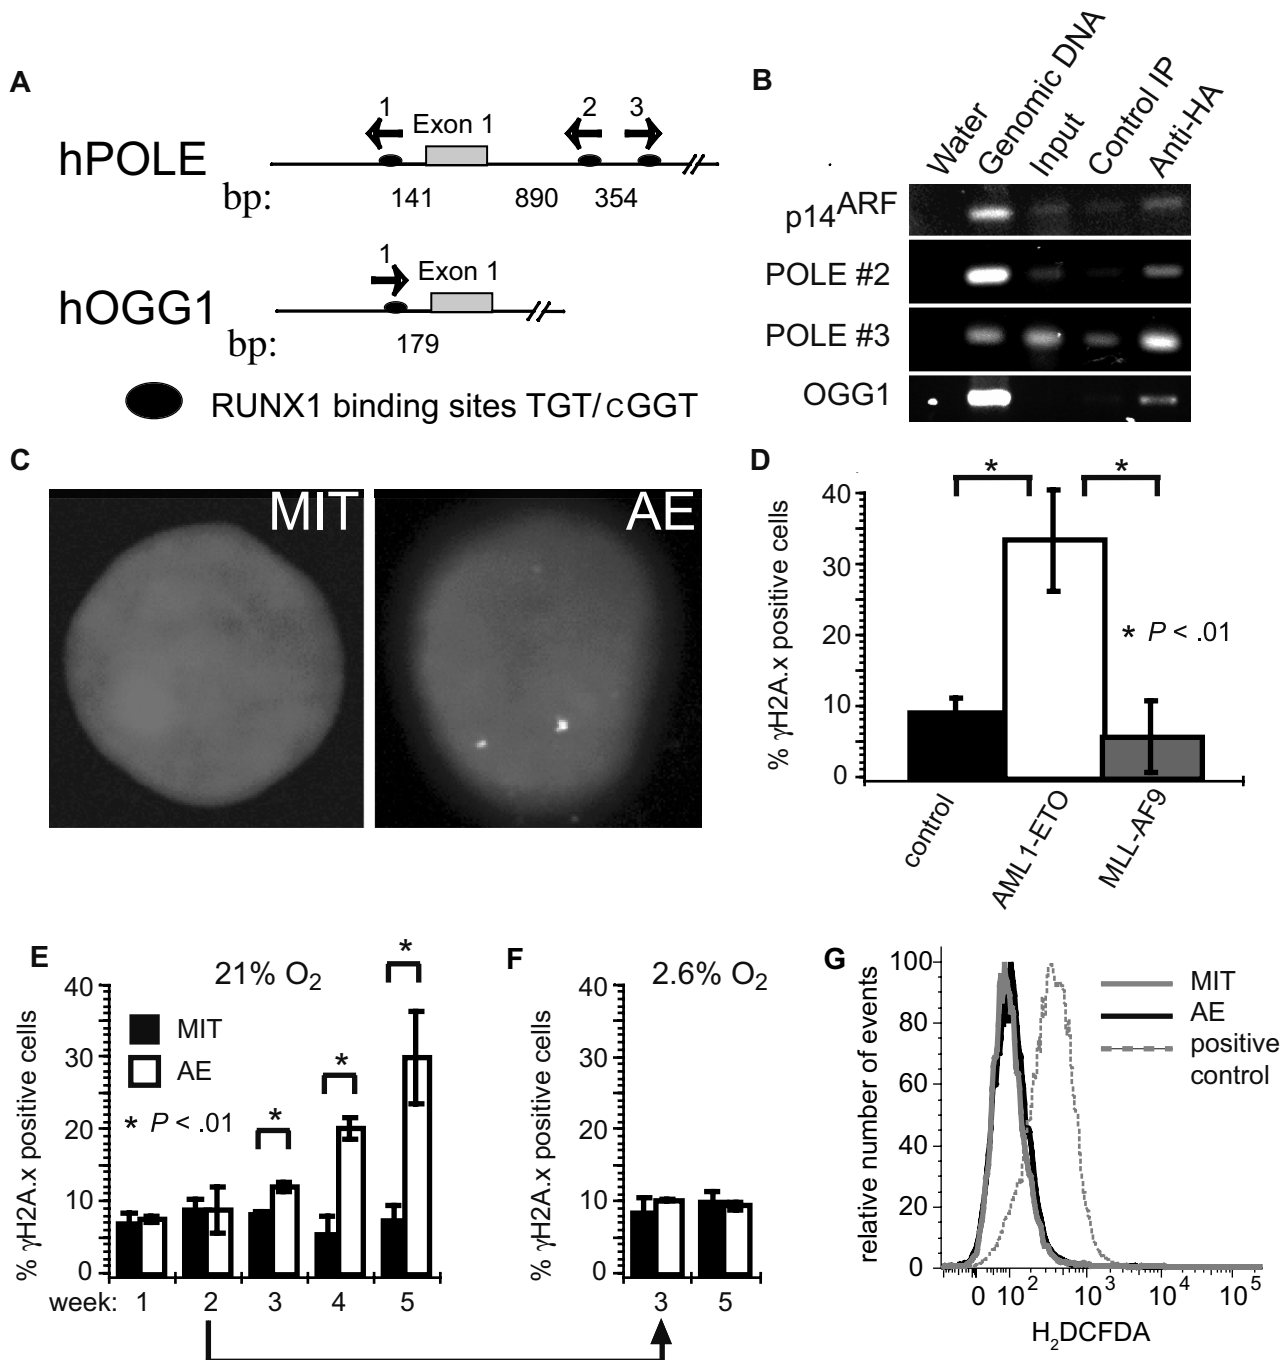 A
hPOLE
1
Exon 1
2
3
bp:
141
890
354
hOGG1
1
Exon 1
bp:
179
RUNX1 binding sites TGT/cGGT
B
Water
Genomic DNA
Input
Control IP
Anti-HA
p14ARF
POLE #2
POLE #3
OGG1
C
MIT
AE
D
% γH2A.x positive cells
40
30
20
10
0
*
*
* P < .01
control
AML1-ETO
MLL-AF9
E
21% O2
% γH2A.x positive cells
40
30
20
10
0
MIT
AE
* P < .01
*
*
*
week: 1 2 3 4 5
F
2.6% O2
% γH2A.x positive cells
40
30
20
10
0
3 5
G
relative number of events
100
80
60
40
20
0
MIT
AE
positive
control
0 10^2 10^3 10^4 10^5
H2DCFDA